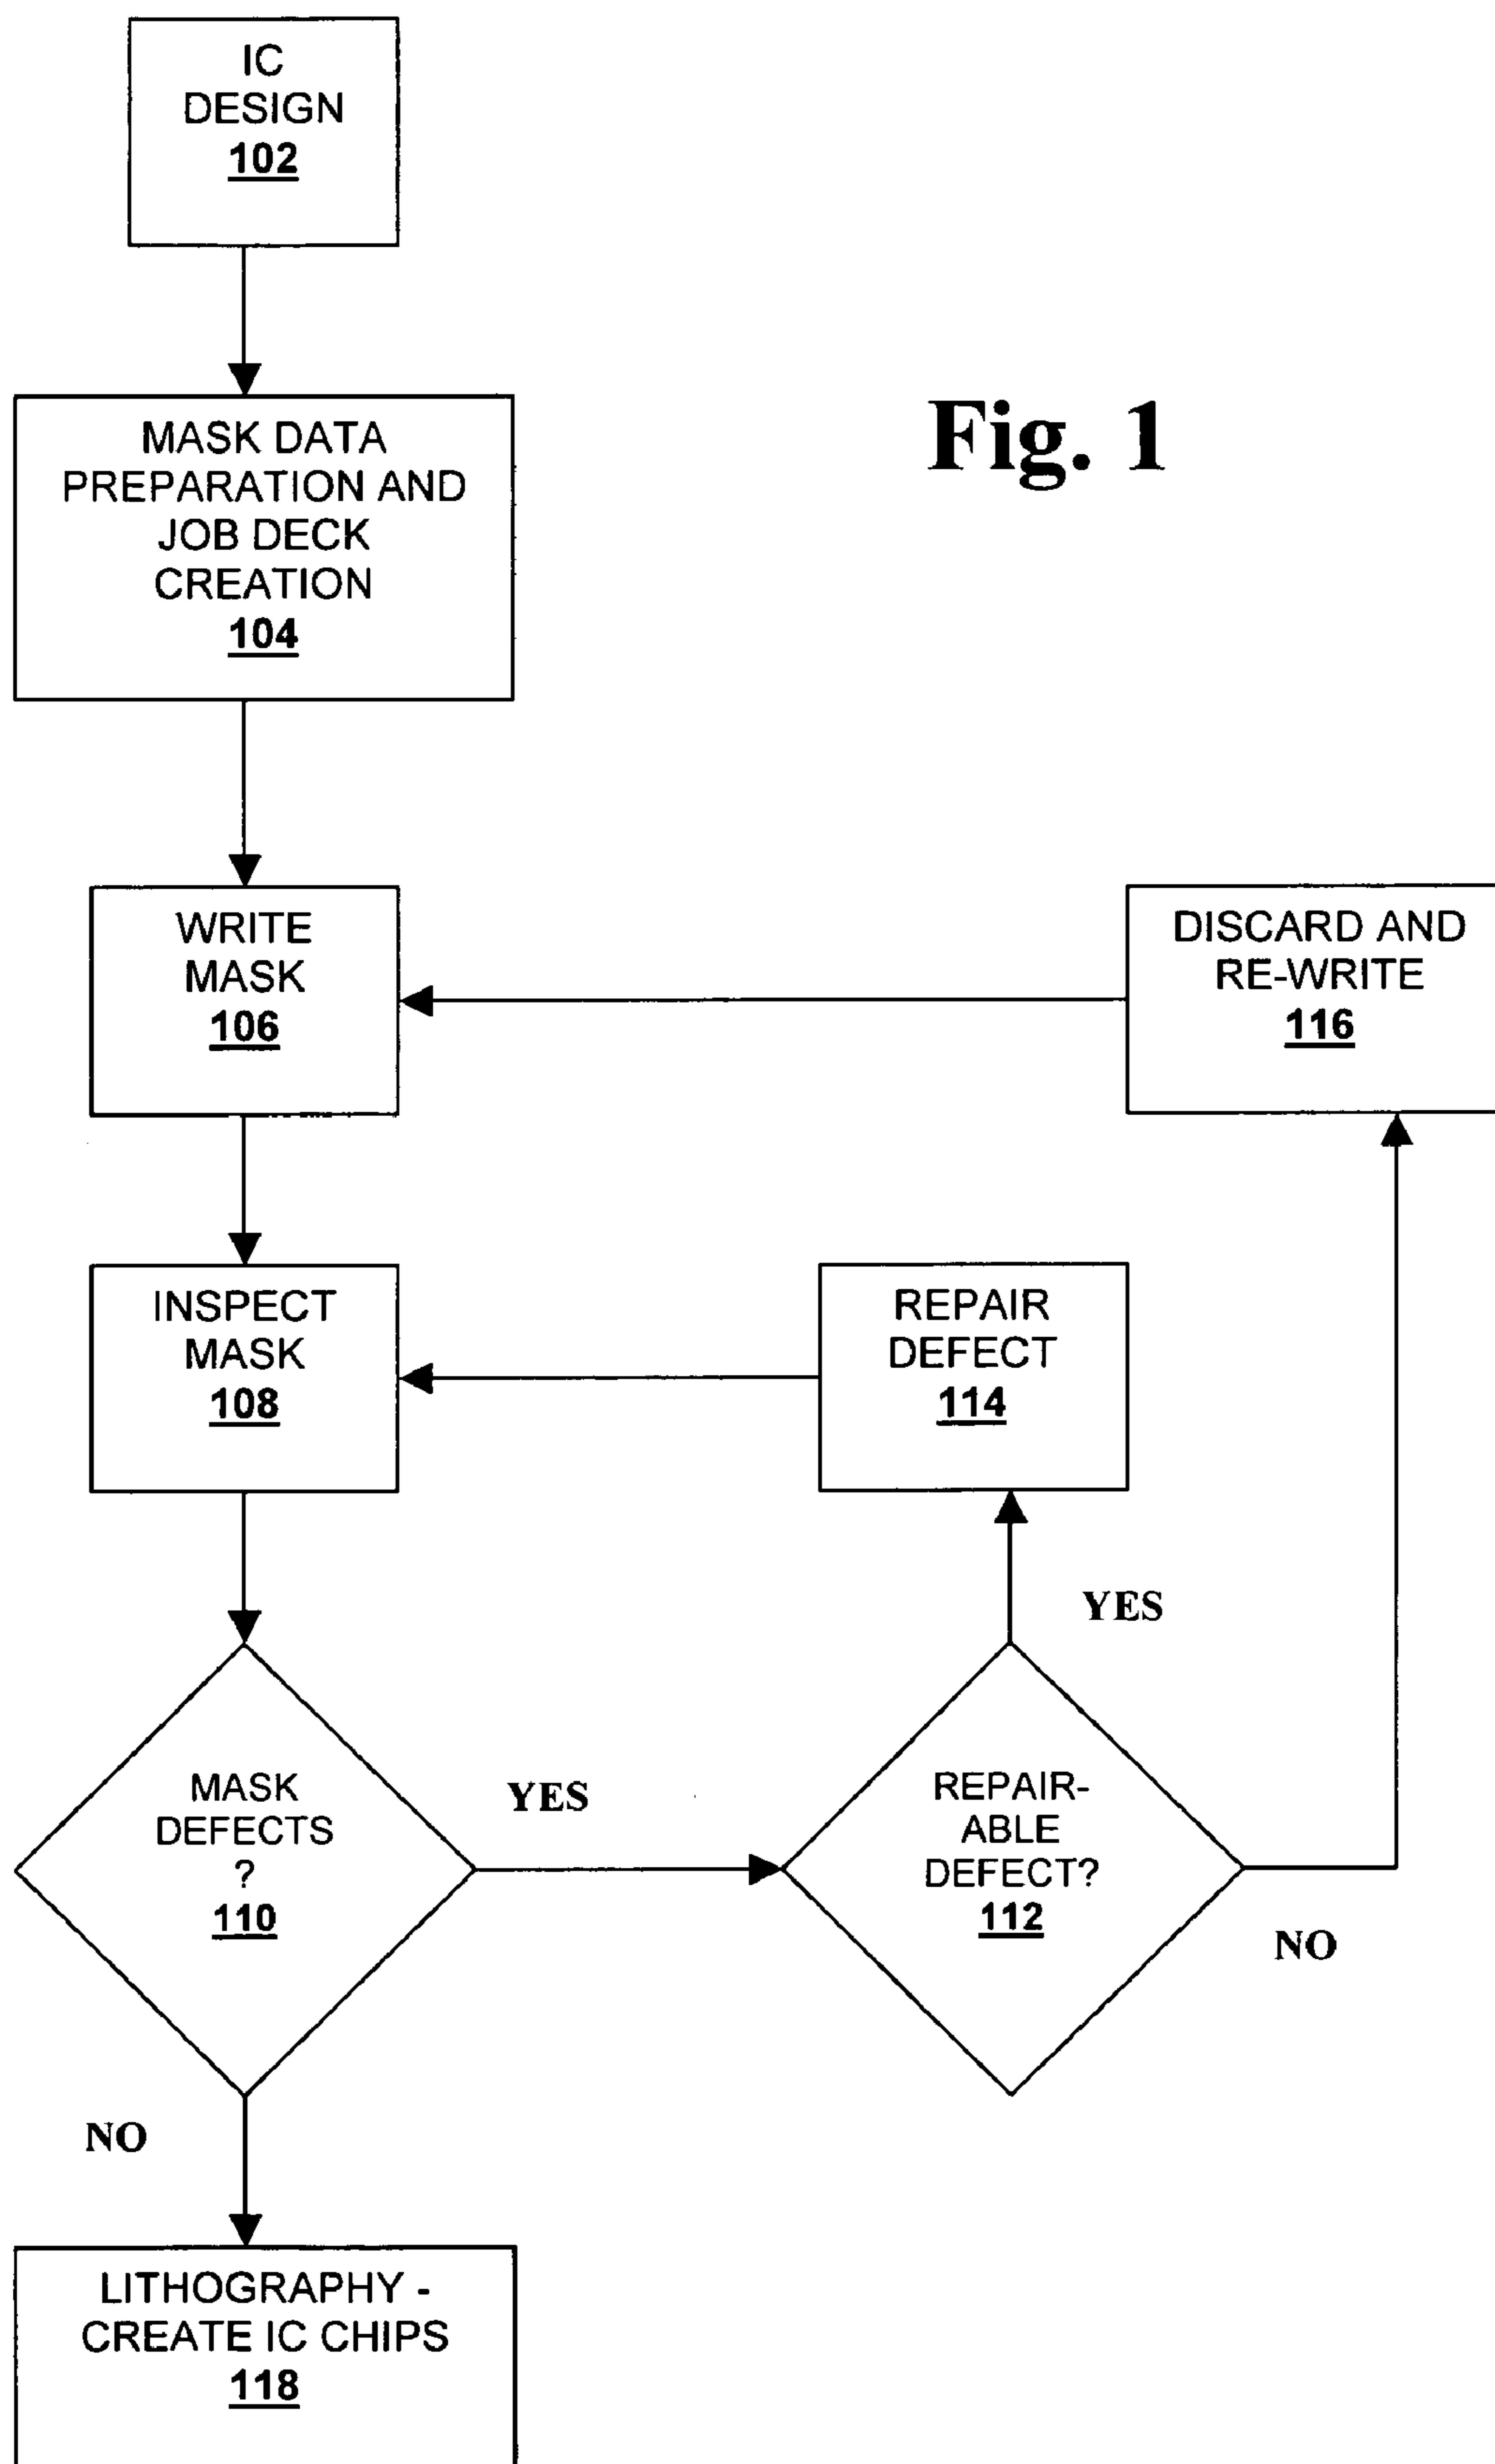 IC
DESIGN
102
MASK DATA
PREPARATION AND
JOB DECK
CREATION
104
Fig. 1
WRITE
MASK
106
DISCARD AND
RE-WRITE
116
INSPECT
MASK
108
REPAIR
DEFECT
114
YES
MASK
DEFECTS
?
110
YES
REPAIR-
ABLE
DEFECT?
112
NO
NO
LITHOGRAPHY -
CREATE IC CHIPS
118